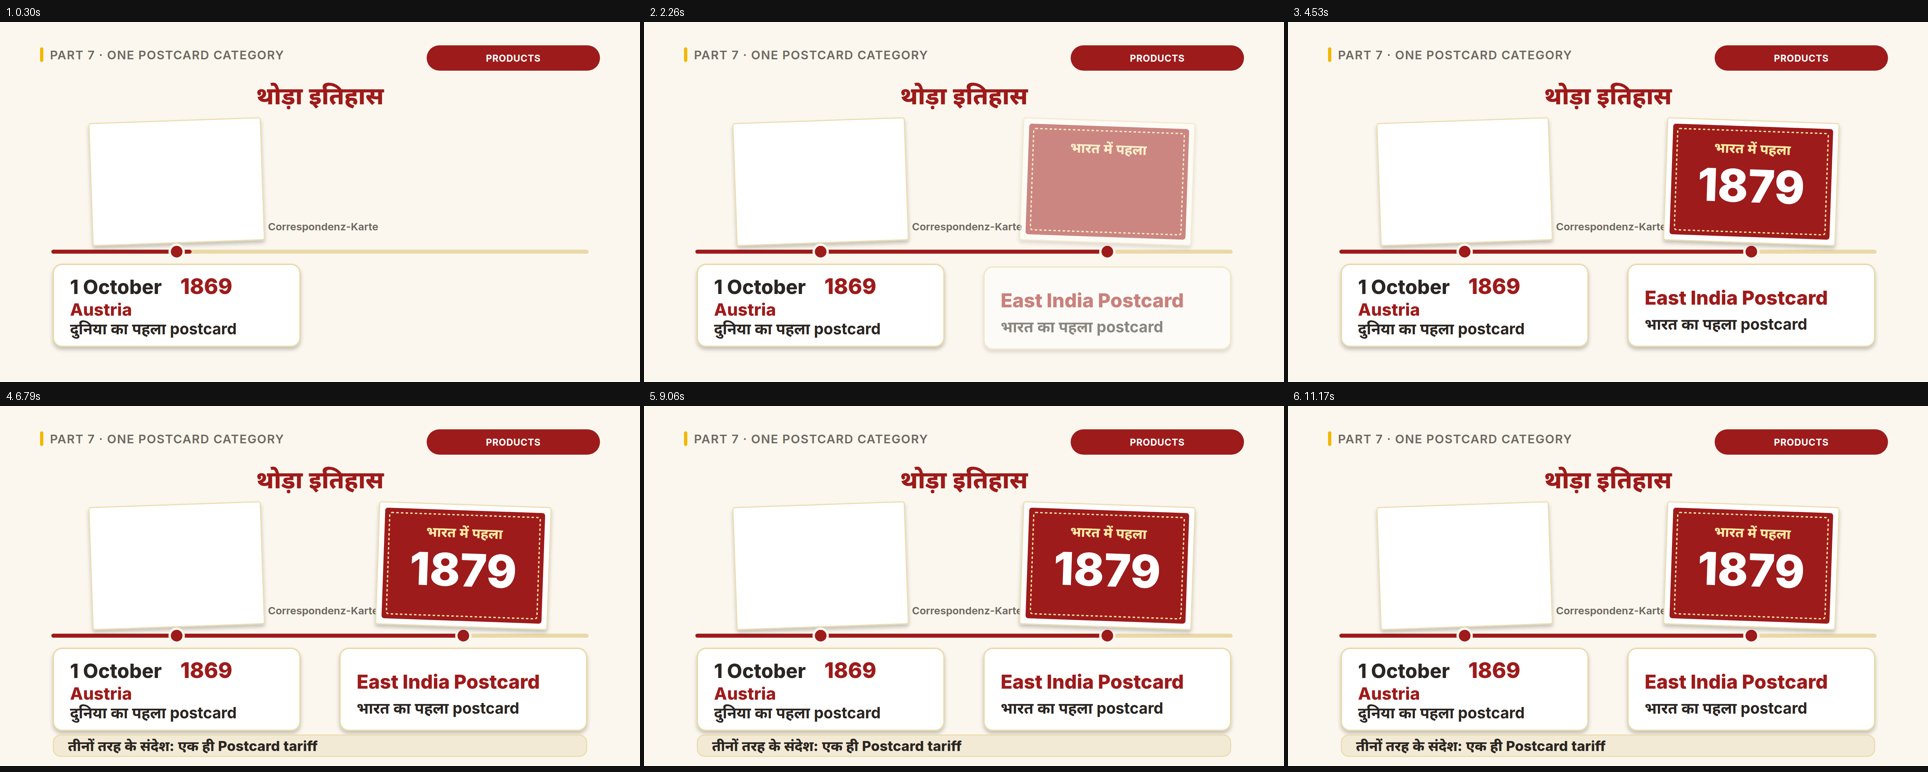 1. 0.30s
PART 7 · ONE POSTCARD CATEGORY
PRODUCTS
थोड़ा इतिहास
Correspondenz-Karte
1 October 1869
Austria
दुनिया का पहला postcard
2. 2.26s
PART 7 · ONE POSTCARD CATEGORY
PRODUCTS
थोड़ा इतिहास
भारत में पहला
Correspondenz-Karte
1 October 1869
Austria
दुनिया का पहला postcard
East India Postcard
भारत का पहला postcard
3. 4.53s
PART 7 · ONE POSTCARD CATEGORY
PRODUCTS
थोड़ा इतिहास
भारत में पहला
1879
Correspondenz-Karte
1 October 1869
Austria
दुनिया का पहला postcard
East India Postcard
भारत का पहला postcard
4. 6.79s
PART 7 · ONE POSTCARD CATEGORY
PRODUCTS
थोड़ा इतिहास
भारत में पहला
1879
Correspondenz-Karte
1 October 1869
Austria
दुनिया का पहला postcard
East India Postcard
भारत का पहला postcard
तीनों तरह के संदेश: एक ही Postcard tariff
5. 9.06s
PART 7 · ONE POSTCARD CATEGORY
PRODUCTS
थोड़ा इतिहास
भारत में पहला
1879
Correspondenz-Karte
1 October 1869
Austria
दुनिया का पहला postcard
East India Postcard
भारत का पहला postcard
तीनों तरह के संदेश: एक ही Postcard tariff
6. 11.17s
PART 7 · ONE POSTCARD CATEGORY
PRODUCTS
थोड़ा इतिहास
भारत में पहला
1879
Correspondenz-Karte
1 October 1869
Austria
दुनिया का पहला postcard
East India Postcard
भारत का पहला postcard
तीनों तरह के संदेश: एक ही Postcard tariff